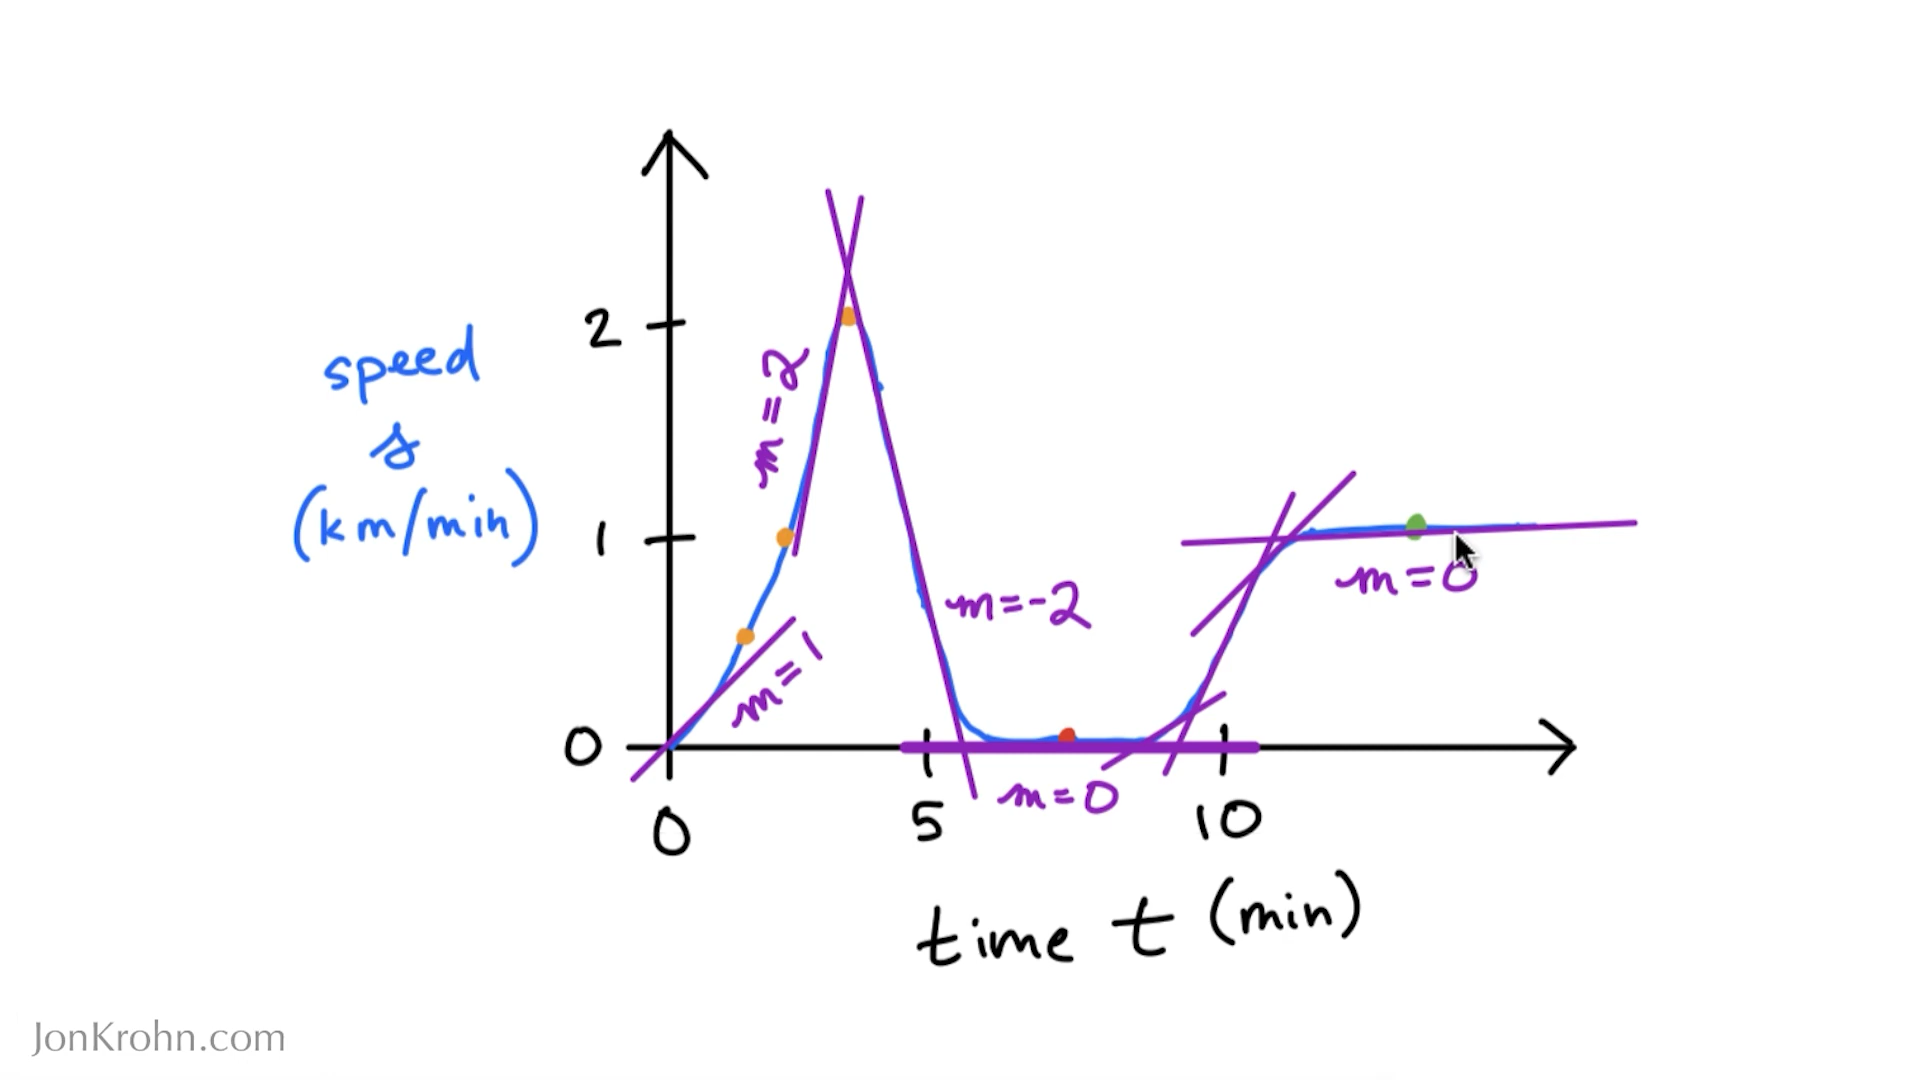 speed
s
(km/min)
2
1
0
0
5
10
time t (min)
m=1
m=2
m=-2
m=0
m=0
JonKrohn.com